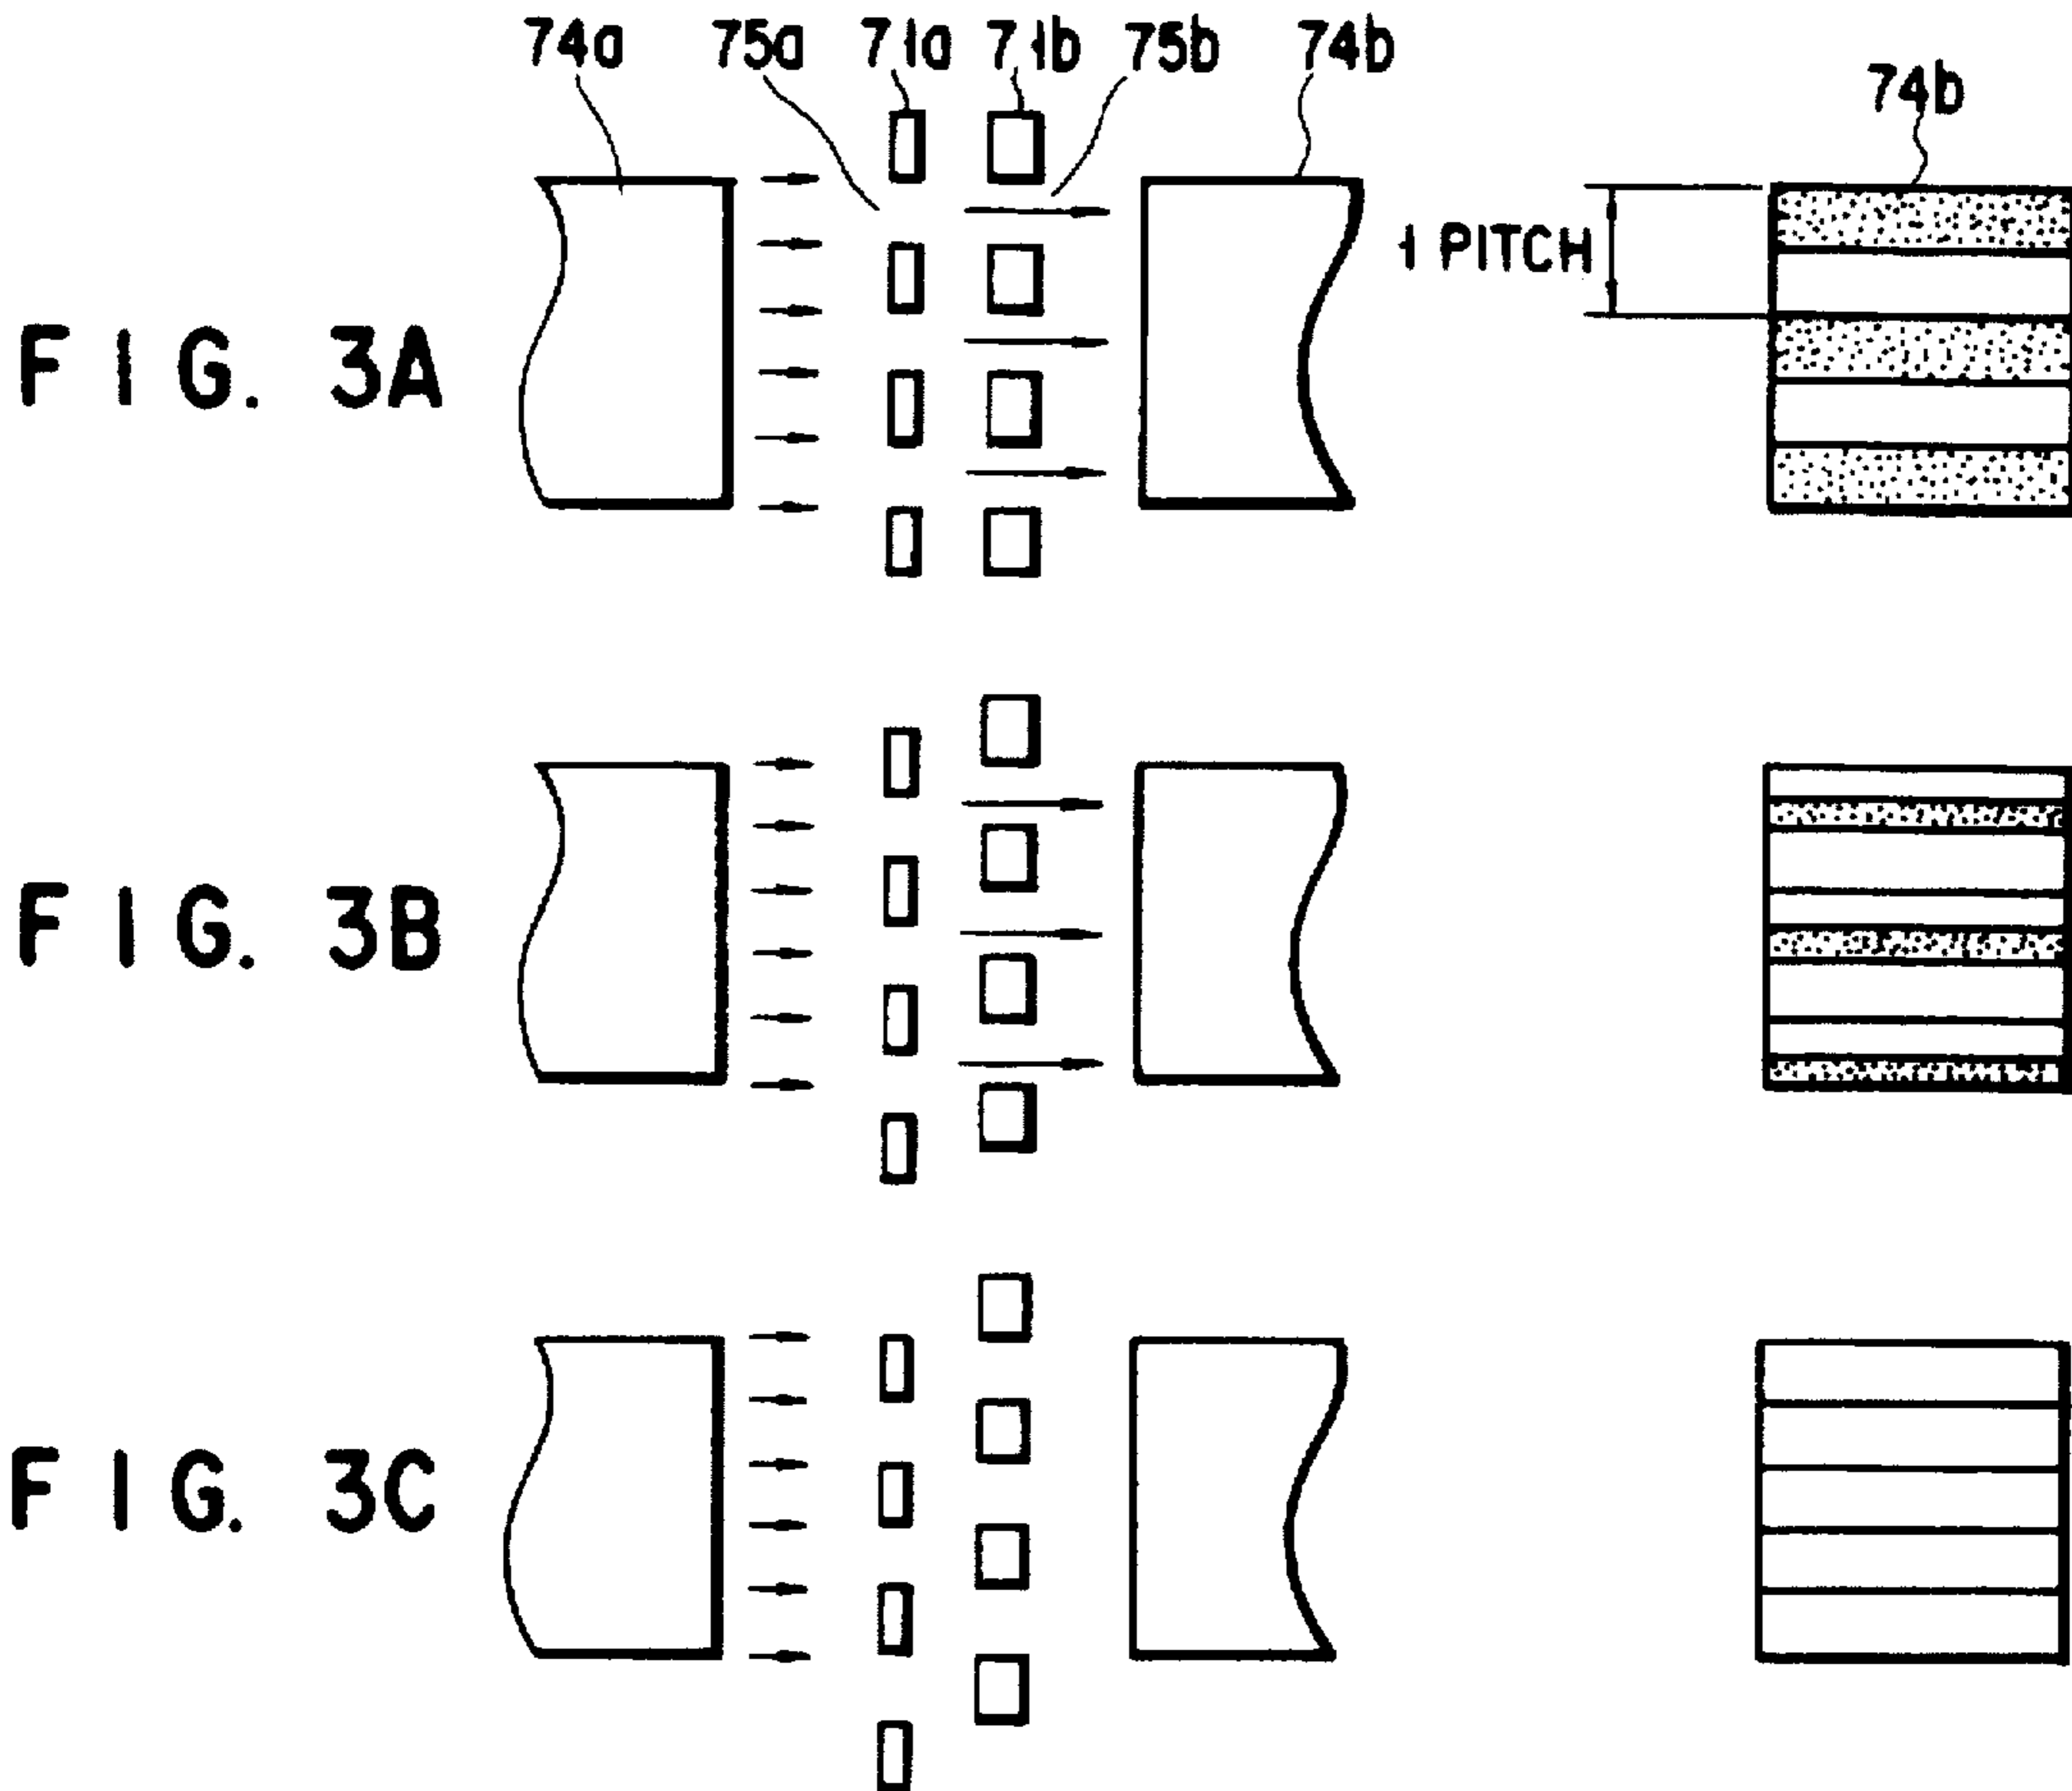 74a 75a 71a 71b 75b 74b
74b
1 PITCH
FIG. 3A
FIG. 3B
FIG. 3C